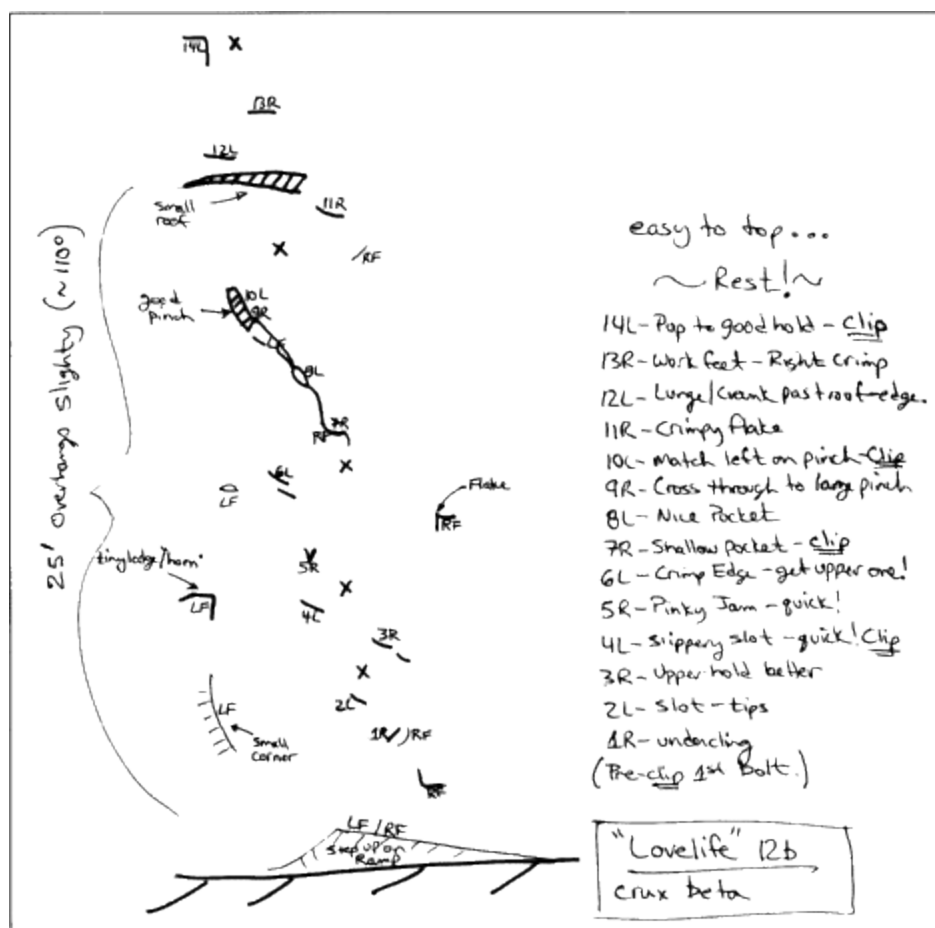 14L
13R
12L
small
roof
11R
RF
good
pinch
10L
9R
LF
8L
7R
RF
6L
LF
Flake
RF
5R
tiny ledge/"horn"
LF
4L
3R
2L
LF
small
corner
1R / RF
RF
LF / RF
step up on
Ramp
25' overhangs slighty (~110°)
easy to top...
~ Rest! ~
14L - Pop to good hold - Clip
13R - Work feet - Right Crimp
12L - Lunge/Crank past roof-edge.
11R - Crimpy flake
10L - Match left on pinch - Clip
9R - Cross through to large pinch
8L - Nice Pocket
7R - Shallow pocket - clip
6L - Crimp Edge - get upper one!
5R - Pinky Jam - quick!
4L - Slippery slot - quick! Clip
3R - Upper hold better
2L - Slot - tips
1R - undercling
(Pre-clip 1st Bolt.)
"Lovelife" 12b
crux beta